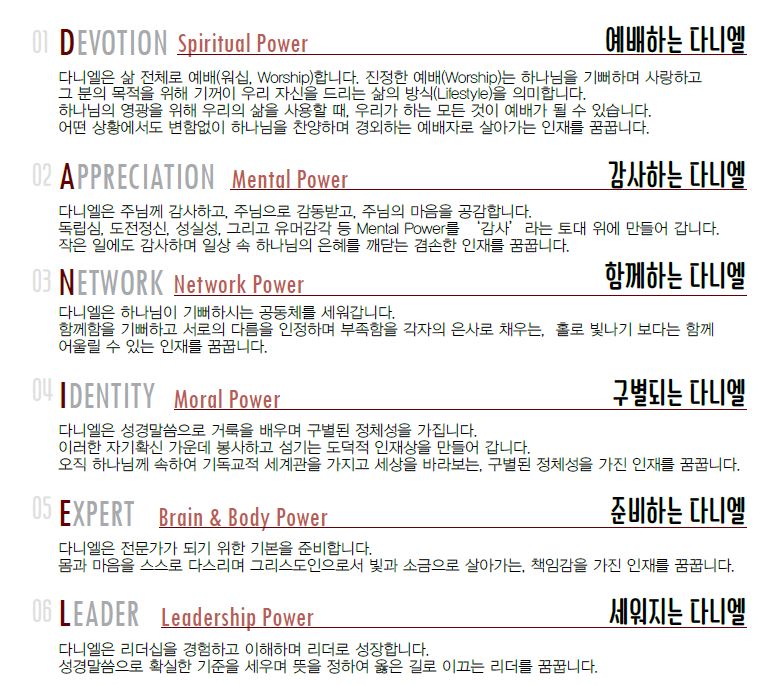 01 DEVOTION Spiritual Power 예배하는 다니엘
다니엘은 삶 전체로 예배(워십, Worship)합니다. 진정한 예배(Worship)는 하나님을 기뻐하며 사랑하고
그 분의 목적을 위해 기꺼이 우리 자신을 드리는 삶의 방식(Lifestyle)을 의미합니다.
하나님의 영광을 위해 우리의 삶을 사용할 때, 우리가 하는 모든 것이 예배가 될 수 있습니다.
어떤 상황에서도 변함없이 하나님을 찬양하며 경외하는 예배자로 살아가는 인재를 꿈꿉니다.
02 APPRECIATION Mental Power 감사하는 다니엘
다니엘은 주님께 감사하고, 주님으로 감동받고, 주님의 마음을 공감합니다.
독립심, 도전정신, 성실성, 그리고 유머감각 등 Mental Power를 ‘감사’ 라는 토대 위에 만들어 갑니다.
작은 일에도 감사하며 일상 속 하나님의 은혜를 깨닫는 겸손한 인재를 꿈꿉니다.
03 NETWORK Network Power 함께하는 다니엘
다니엘은 하나님이 기뻐하시는 공동체를 세워갑니다.
함께함을 기뻐하고 서로의 다름을 인정하며 부족함을 각자의 은사로 채우는, 홀로 빛나기 보다는 함께
어울릴 수 있는 인재를 꿈꿉니다.
04 IDENTITY Moral Power 구별되는 다니엘
다니엘은 성경말씀으로 거룩을 배우며 구별된 정체성을 가집니다.
이러한 자기확신 가운데 봉사하고 섬기는 도덕적 인재상을 만들어 갑니다.
오직 하나님께 속하여 기독교적 세계관을 가지고 세상을 바라보는, 구별된 정체성을 가진 인재를 꿈꿉니다.
05 EXPERT Brain & Body Power 준비하는 다니엘
다니엘은 전문가가 되기 위한 기본을 준비합니다.
몸과 마음을 스스로 다스리며 그리스도인으로서 빛과 소금으로 살아가는, 책임감을 가진 인재를 꿈꿉니다.
06 LEADER Leadership Power 세워지는 다니엘
다니엘은 리더십을 경험하고 이해하며 리더로 성장합니다.
성경말씀으로 확실한 기준을 세우며 뜻을 정하여 옳은 길로 이끄는 리더를 꿈꿉니다.